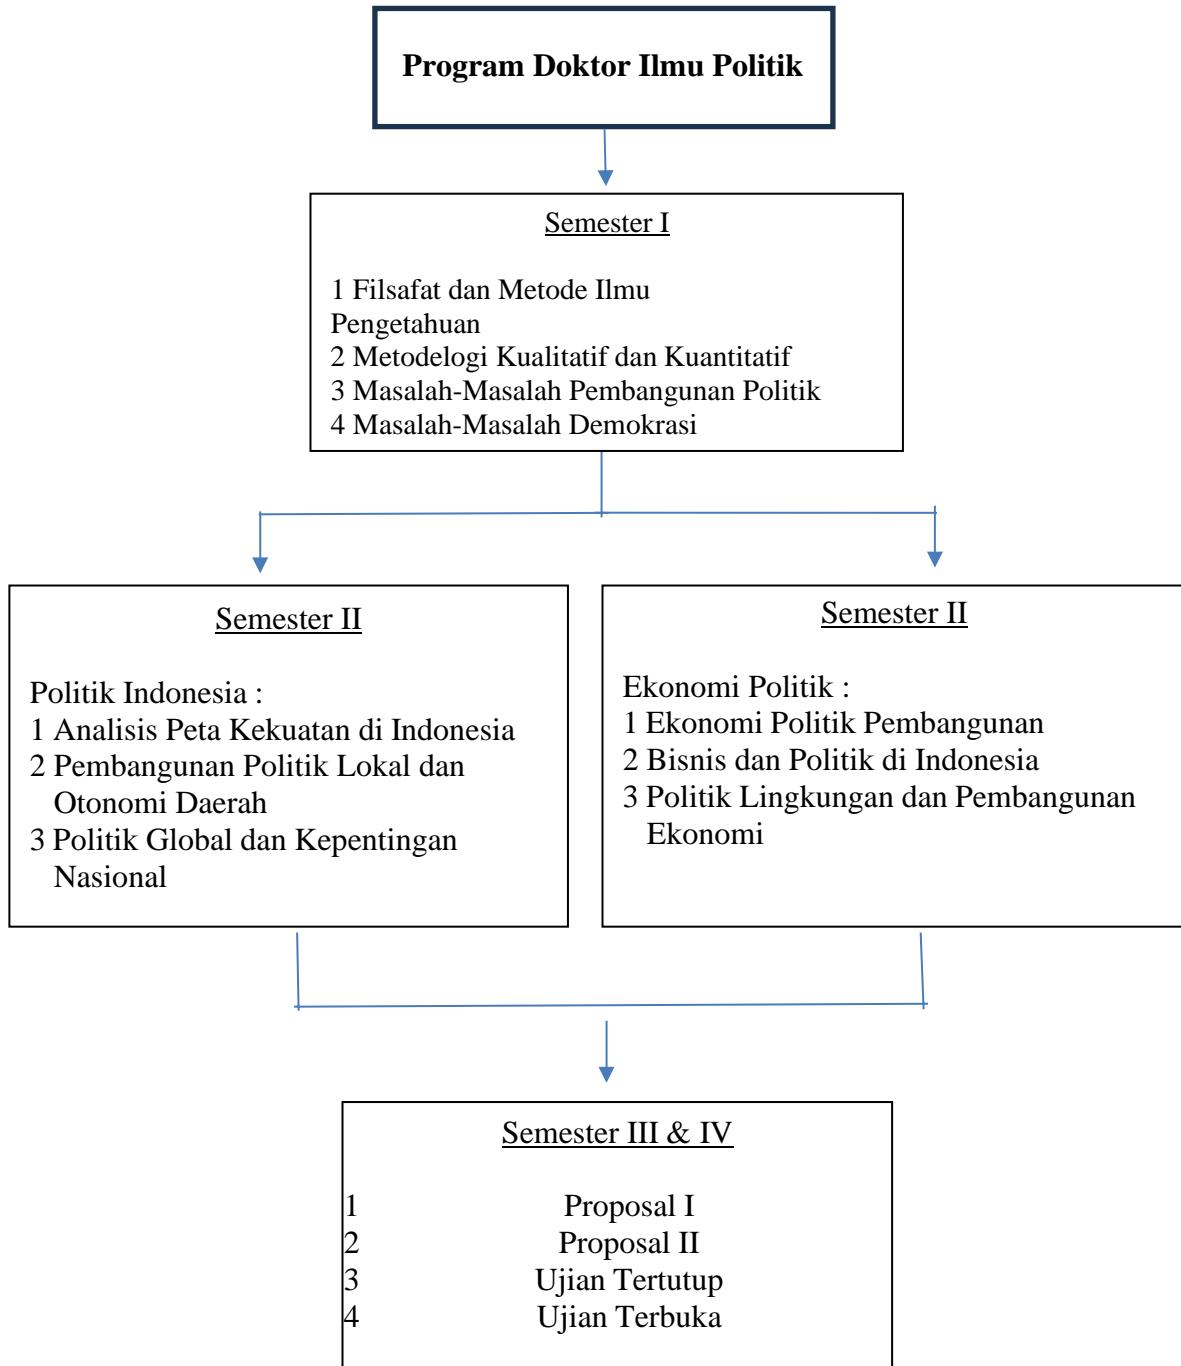 Program Doktor Ilmu Politik
Semester I
1 Filsafat dan Metode Ilmu
Pengetahuan
2 Metodelogi Kualitatif dan Kuantitatif
3 Masalah-Masalah Pembangunan Politik
4 Masalah-Masalah Demokrasi
Semester II
Politik Indonesia :
1 Analisis Peta Kekuatan di Indonesia
2 Pembangunan Politik Lokal dan
Otonomi Daerah
3 Politik Global dan Kepentingan
Nasional
Semester II
Ekonomi Politik :
1 Ekonomi Politik Pembangunan
2 Bisnis dan Politik di Indonesia
3 Politik Lingkungan dan Pembangunan
Ekonomi
Semester III & IV
1 Proposal I
2 Proposal II
3 Ujian Tertutup
4 Ujian Terbuka